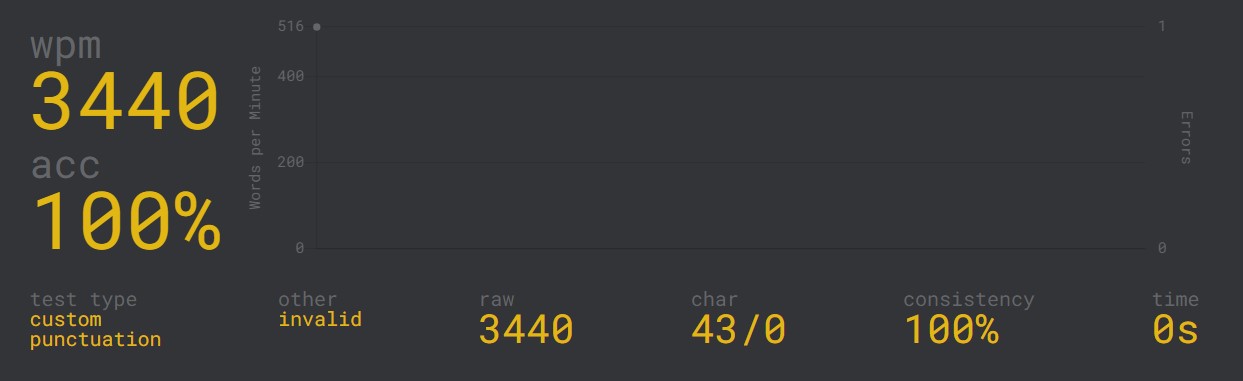 wpm
3440
acc
100%
516
400
200
0
Words per Minute
1
0
Errors
test type
custom
punctuation
other
invalid
raw
3440
char
43/0
consistency
100%
time
0s